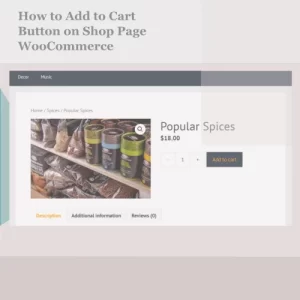 How to Add to Cart
Button on Shop Page
WooCommerce
Decor Music
Home / Spices / Popular Spices
Popular Spices
$18.00
- 1 +
Add to cart
Description Additional information Reviews (0)